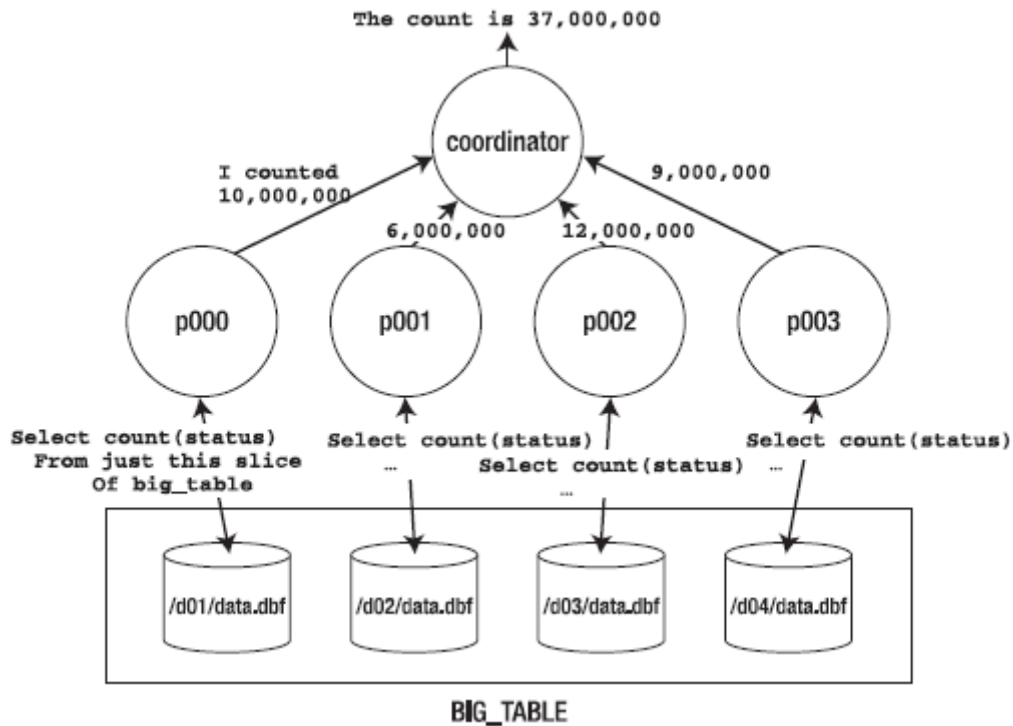 The count is 37,000,000
coordinator
I counted
10,000,000
9,000,000
6,000,000
12,000,000
p000
p001
p002
p003
Select count(status)
From just this slice
Of big_table
Select count(status)
...
Select count(status)
...
Select count(status)
...
/d01/data.dbf
/d02/data.dbf
/d03/data.dbf
/d04/data.dbf
BIG_TABLE